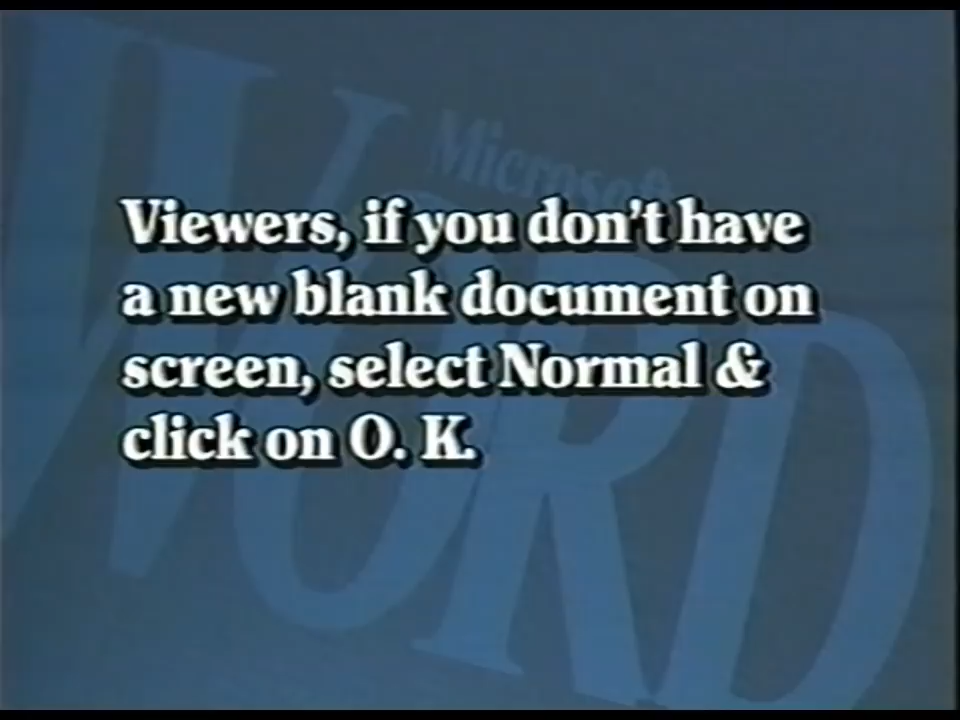 Microsoft
WORD
Viewers, if you don't have
a new blank document on
screen, select Normal &
click on O. K.